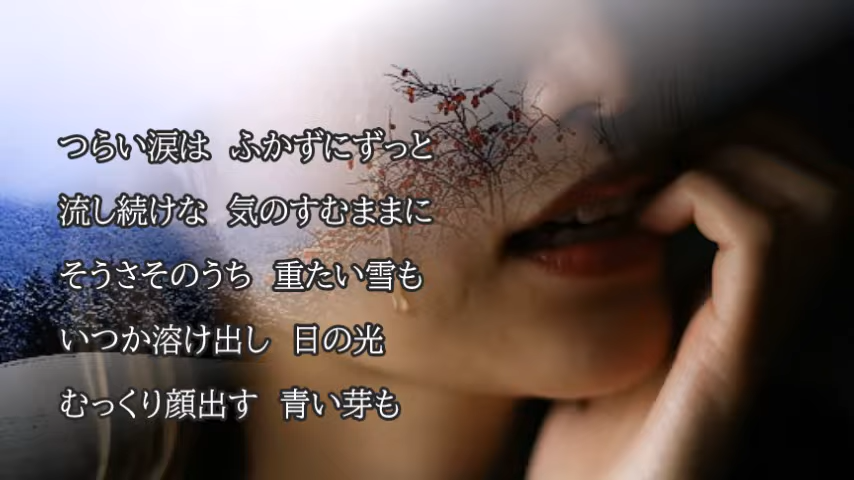 つらい涙は　ふかずにずっと
流し続けな　気のすむままに
そうさそのうち　重たい雪も
いつか溶け出し　日の光
むっくり顔出す　青い芽も